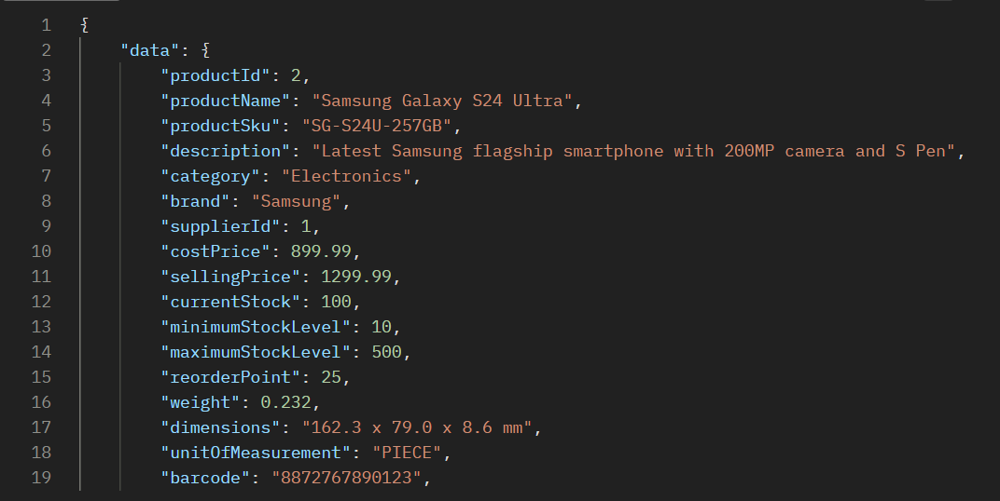 1 {
2 "data": {
3 "productId": 2,
4 "productName": "Samsung Galaxy S24 Ultra",
5 "productSku": "SG-S24U-257GB",
6 "description": "Latest Samsung flagship smartphone with 200MP camera and S Pen",
7 "category": "Electronics",
8 "brand": "Samsung",
9 "supplierId": 1,
10 "costPrice": 899.99,
11 "sellingPrice": 1299.99,
12 "currentStock": 100,
13 "minimumStockLevel": 10,
14 "maximumStockLevel": 500,
15 "reorderPoint": 25,
16 "weight": 0.232,
17 "dimensions": "162.3 x 79.0 x 8.6 mm",
18 "unitOfMeasurement": "PIECE",
19 "barcode": "8872767890123",